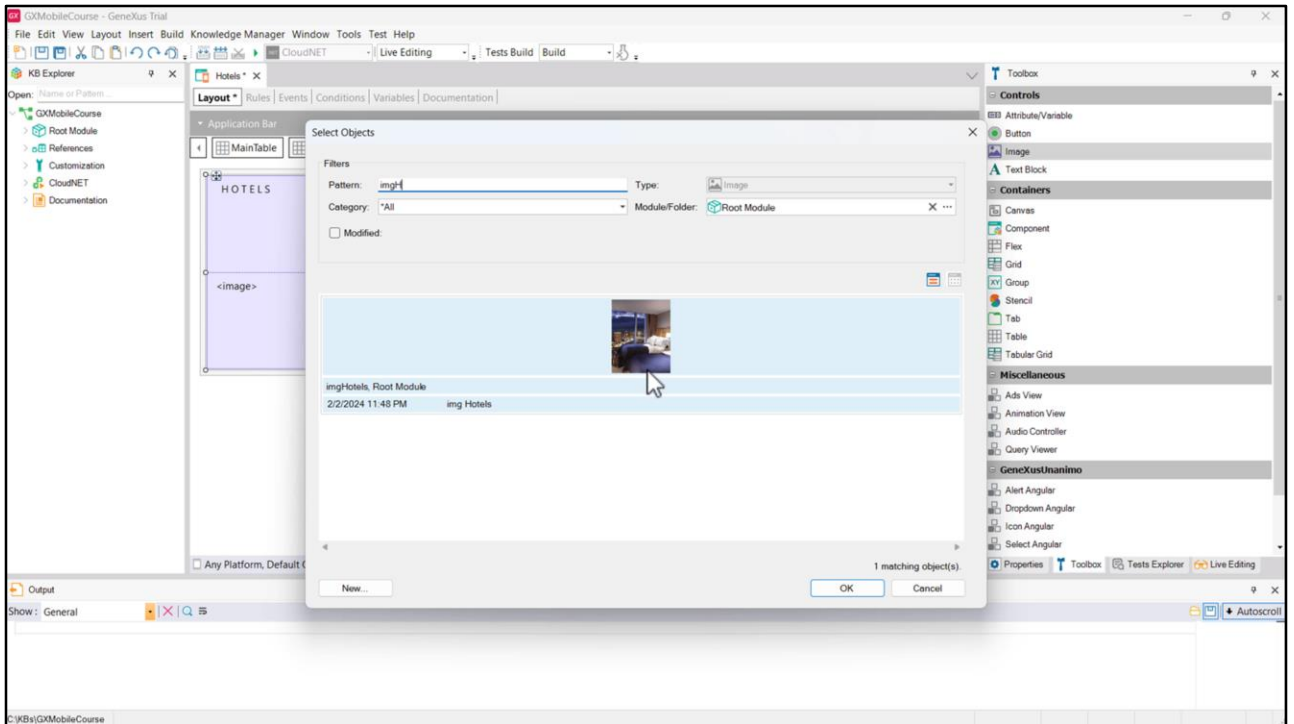 GX GXMobileCourse - GeneXus Trial
File Edit View Layout Insert Build Knowledge Manager Window Tools Test Help
CloudNET Live Editing Tests Build Build
KB Explorer
Open: Name or Pattern...
GXMobileCourse
Root Module
References
Customization
CloudNET
Documentation
Hotels * X
Layout * | Rules | Events | Conditions | Variables | Documentation |
Application Bar
MainTable
HOTELS
<image>
Any Platform, Default
Select Objects
Filters
Pattern: imgH Type: Image
Category: *All Module/Folder: Root Module
Modified:
imgHotels, Root Module
2/2/2024 11:48 PM img Hotels
1 matching object(s).
New... OK Cancel
Toolbox
Controls
Attribute/Variable
Button
Image
Text Block
Containers
Canvas
Component
Flex
Grid
XY Group
Stencil
Tab
Table
Tabular Grid
Miscellaneous
Ads View
Animation View
Audio Controller
Query Viewer
GeneXusUnanimo
Alert Angular
Dropdown Angular
Icon Angular
Select Angular
Properties Toolbox Tests Explorer Live Editing
Output
Show: General Autoscroll
C:\KBs\GXMobileCourse